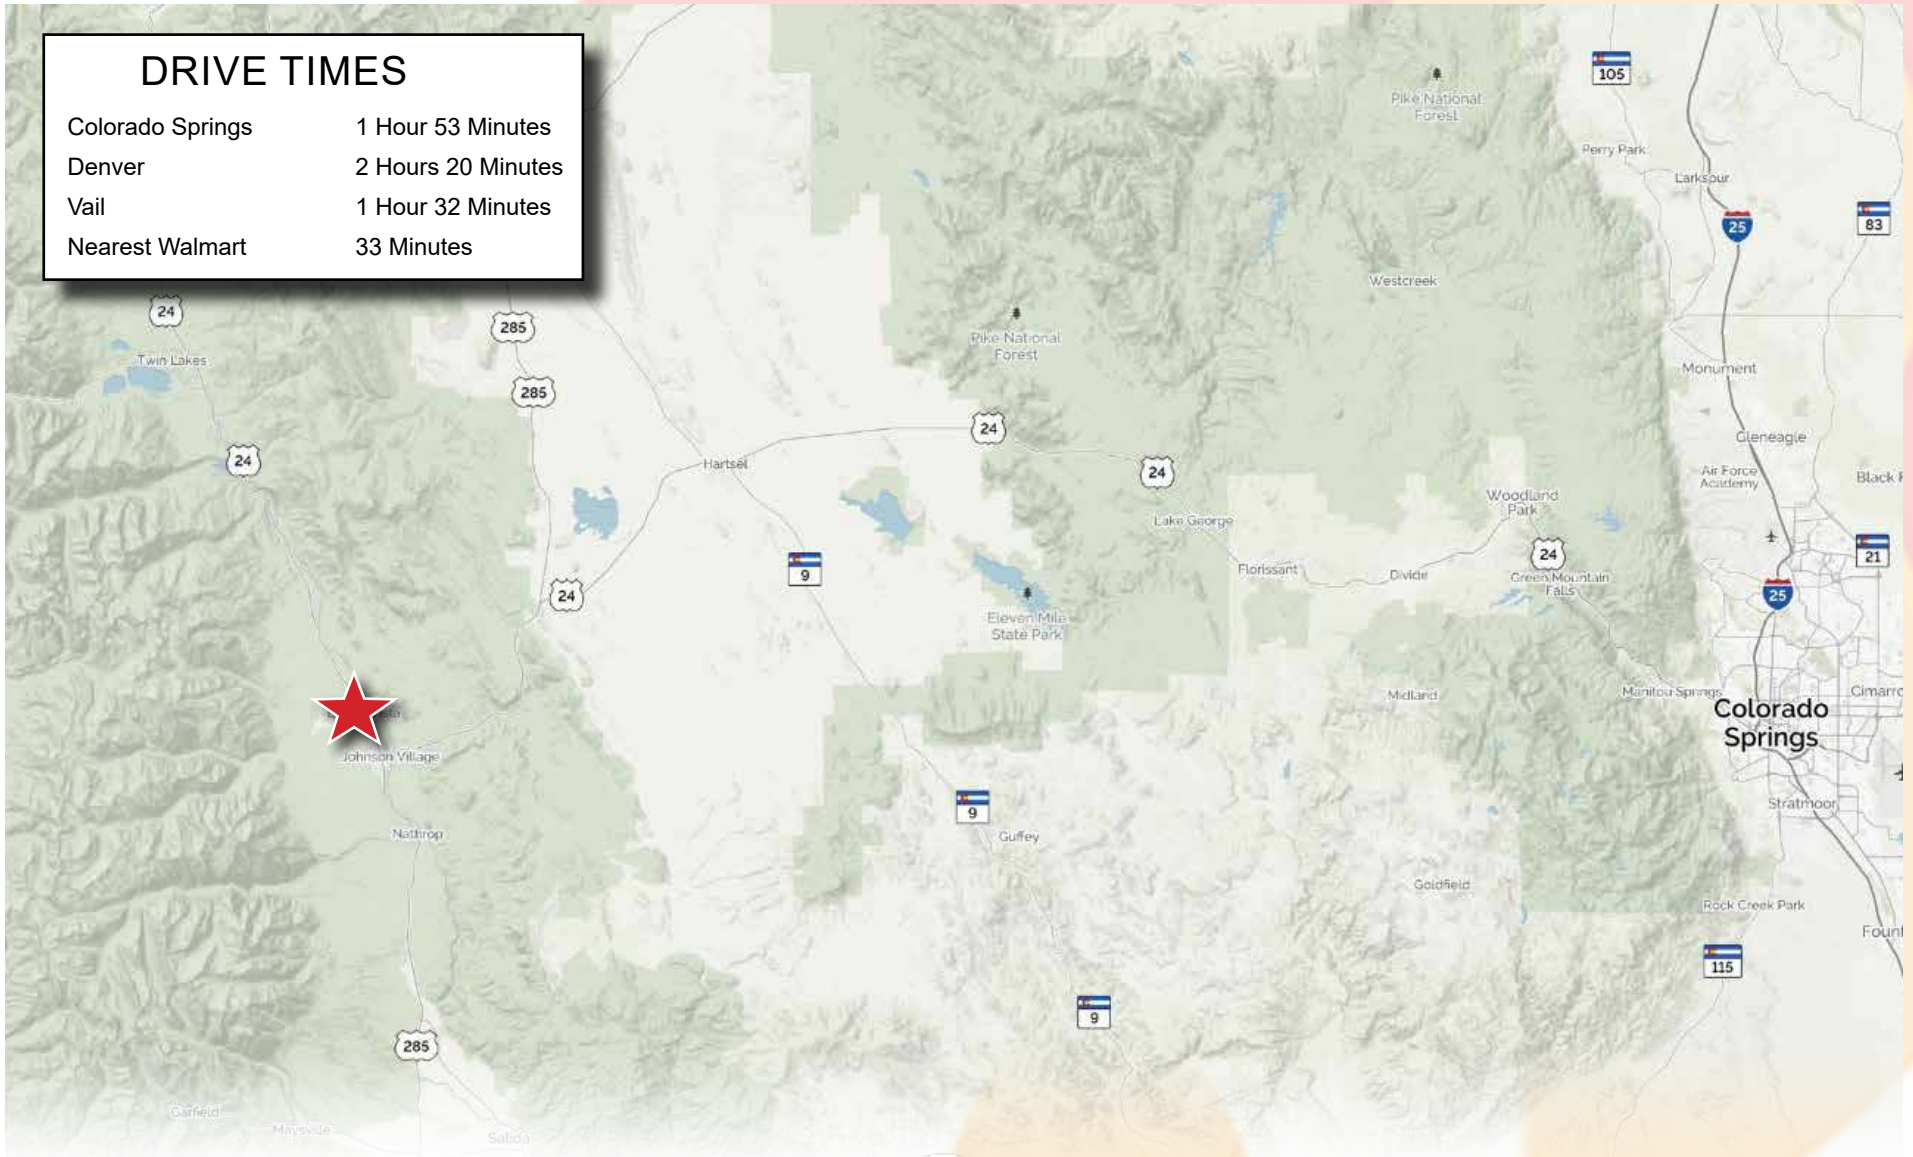 DRIVE TIMES
Colorado Springs 1 Hour 53 Minutes
Denver 2 Hours 20 Minutes
Vail 1 Hour 32 Minutes
Nearest Walmart 33 Minutes
105
Pike National
Forest
Perry Park
Larkspur
25
83
Westcreek
24
285
Pike National
Forest
Twin Lakes
Monument
285
24
Gleneagle
24
Hartsel
24
Air Force
Academy
Black
Woodland
Park
Lake George
24
21
9
Florissant
Divide
Green Mountain
Falls
24
25
Eleven Mile
State Park
Midland
Manitou Springs
Cimarro
Colorado
Springs
Johnson Village
Stratmoor
9
Nathrop
Guffey
Goldfield
Rock Creek Park
Fount
115
9
285
Garfield
Maysville
Salida